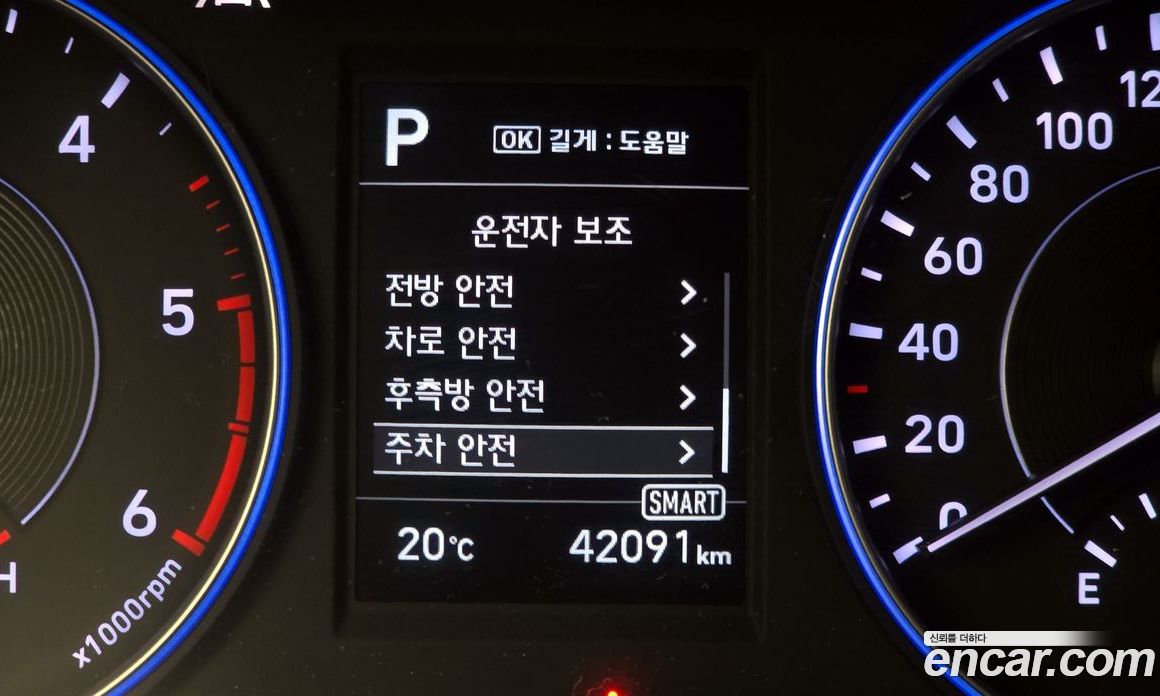 P
OK 길게 : 도움말
운전자 보조
전방 안전
차로 안전
후측방 안전
주차 안전
SMART
20°C
42091 km
4
5
6
x1000rpm
H
0
20
40
60
80
100
E
신뢰를 더하다
encar.com